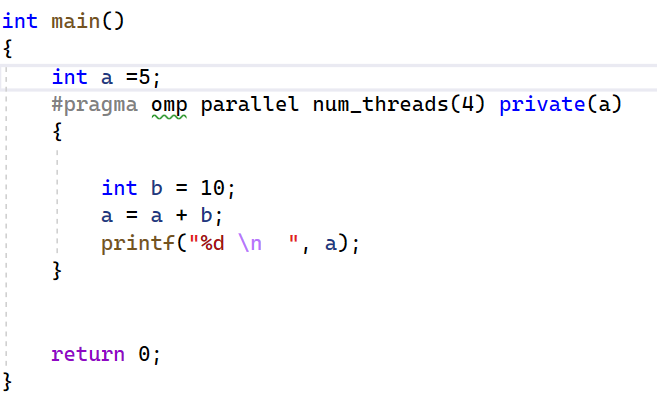 int main()
{
    int a =5;
    #pragma omp parallel num_threads(4) private(a)
    {

        int b = 10;
        a = a + b;
        printf("%d \n  ", a);
    }


    return 0;
}